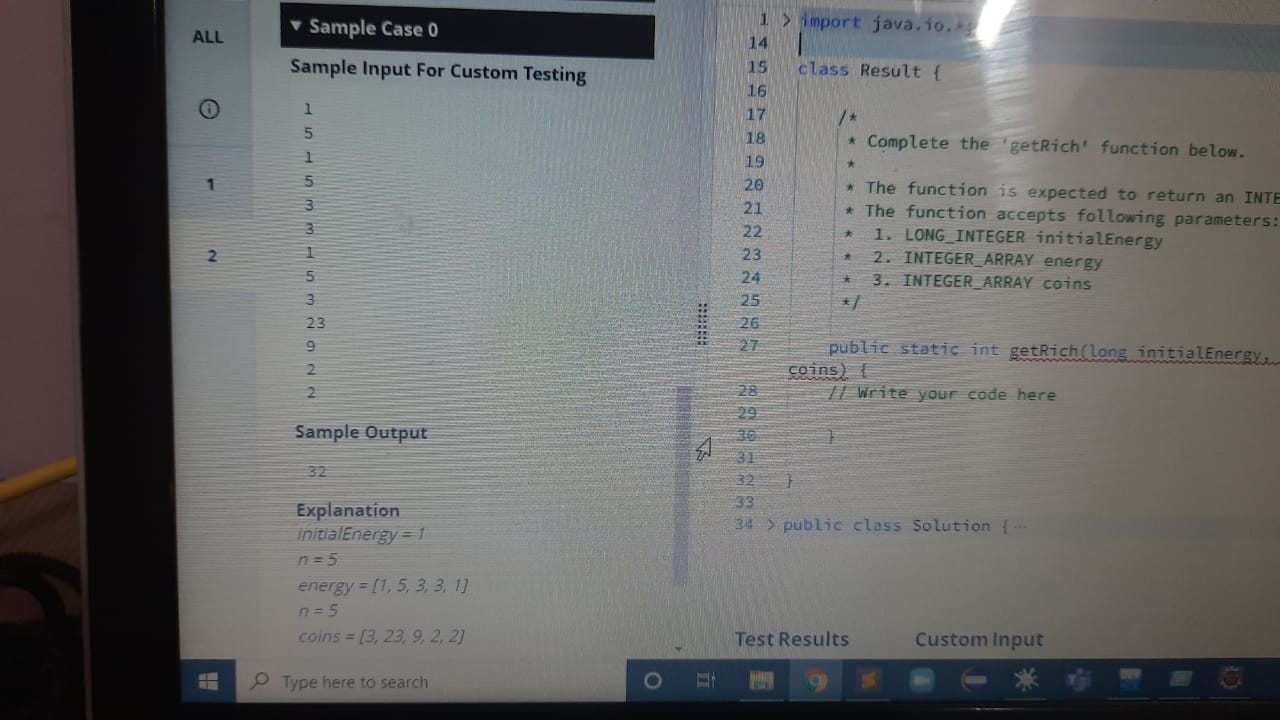 ALL
1
2
▼ Sample Case 0
Sample Input For Custom Testing
1
5
1
5
3
3
1
5
3
23
9
2
2
Sample Output
32
Explanation
initialEnergy = 1
n = 5
energy = [1, 5, 3, 3, 1]
n = 5
coins = [3, 23, 9, 2, 2]
1 > import java.io.*;
14
15 class Result {
16
17 /*
18 * Complete the 'getRich' function below.
19 *
20 * The function is expected to return an INTE
21 * The function accepts following parameters:
22 * 1. LONG_INTEGER initialEnergy
23 * 2. INTEGER_ARRAY energy
24 * 3. INTEGER_ARRAY coins
25 */
26
27 public static int getRich(long initialEnergy,
coins) {
28 // Write your code here
29
30 }
31
32 }
33
34 > public class Solution { ...
Test Results Custom Input
Type here to search